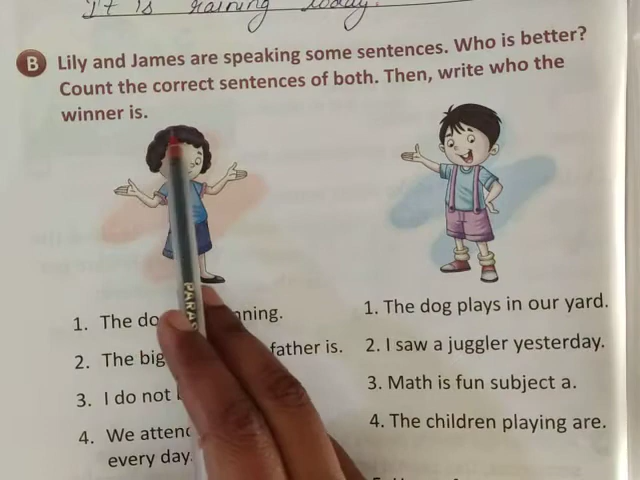 It is raining today.
B Lily and James are speaking some sentences. Who is better?
Count the correct sentences of both. Then, write who the
winner is.
1. The do nning.
2. The big father is.
3. I do not
4. We attend
every day.
1. The dog plays in our yard.
2. I saw a juggler yesterday.
3. Math is fun subject a.
4. The children playing are.
PARAS